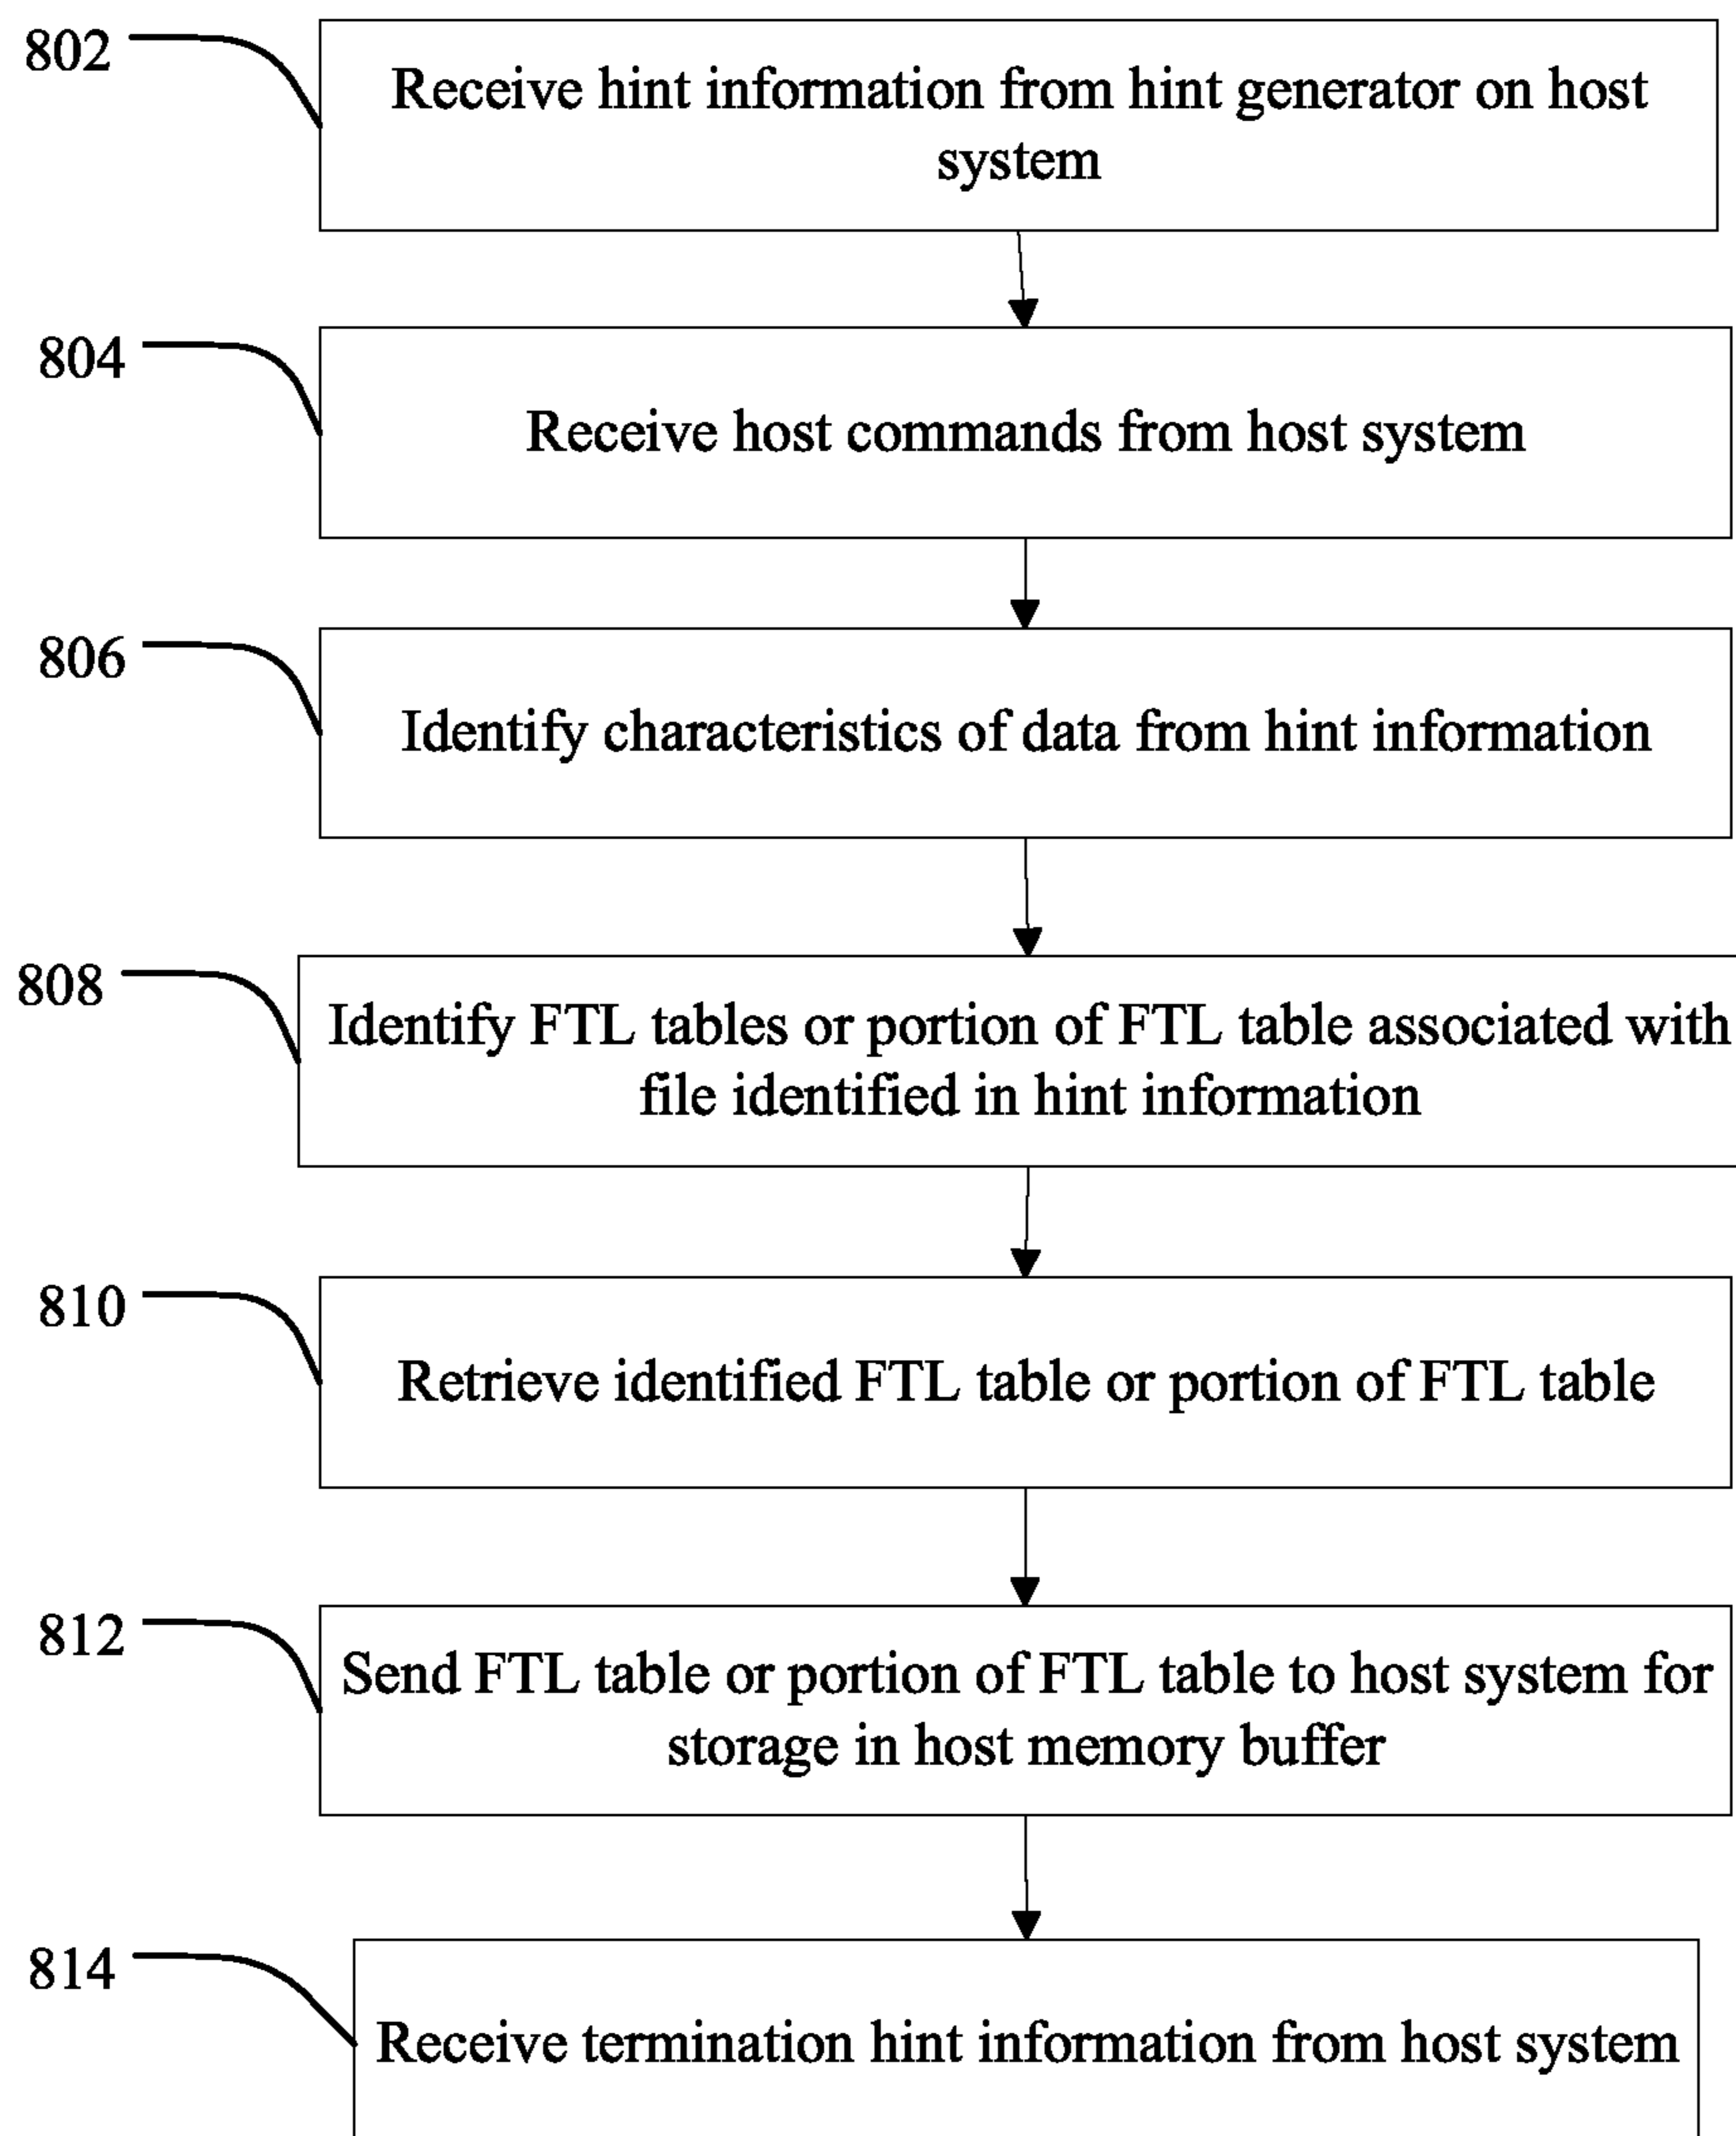 802
Receive hint information from hint generator on host
system
804
Receive host commands from host system
806
Identify characteristics of data from hint information
808
Identify FTL tables or portion of FTL table associated with
file identified in hint information
810
Retrieve identified FTL table or portion of FTL table
812
Send FTL table or portion of FTL table to host system for
storage in host memory buffer
814
Receive termination hint information from host system